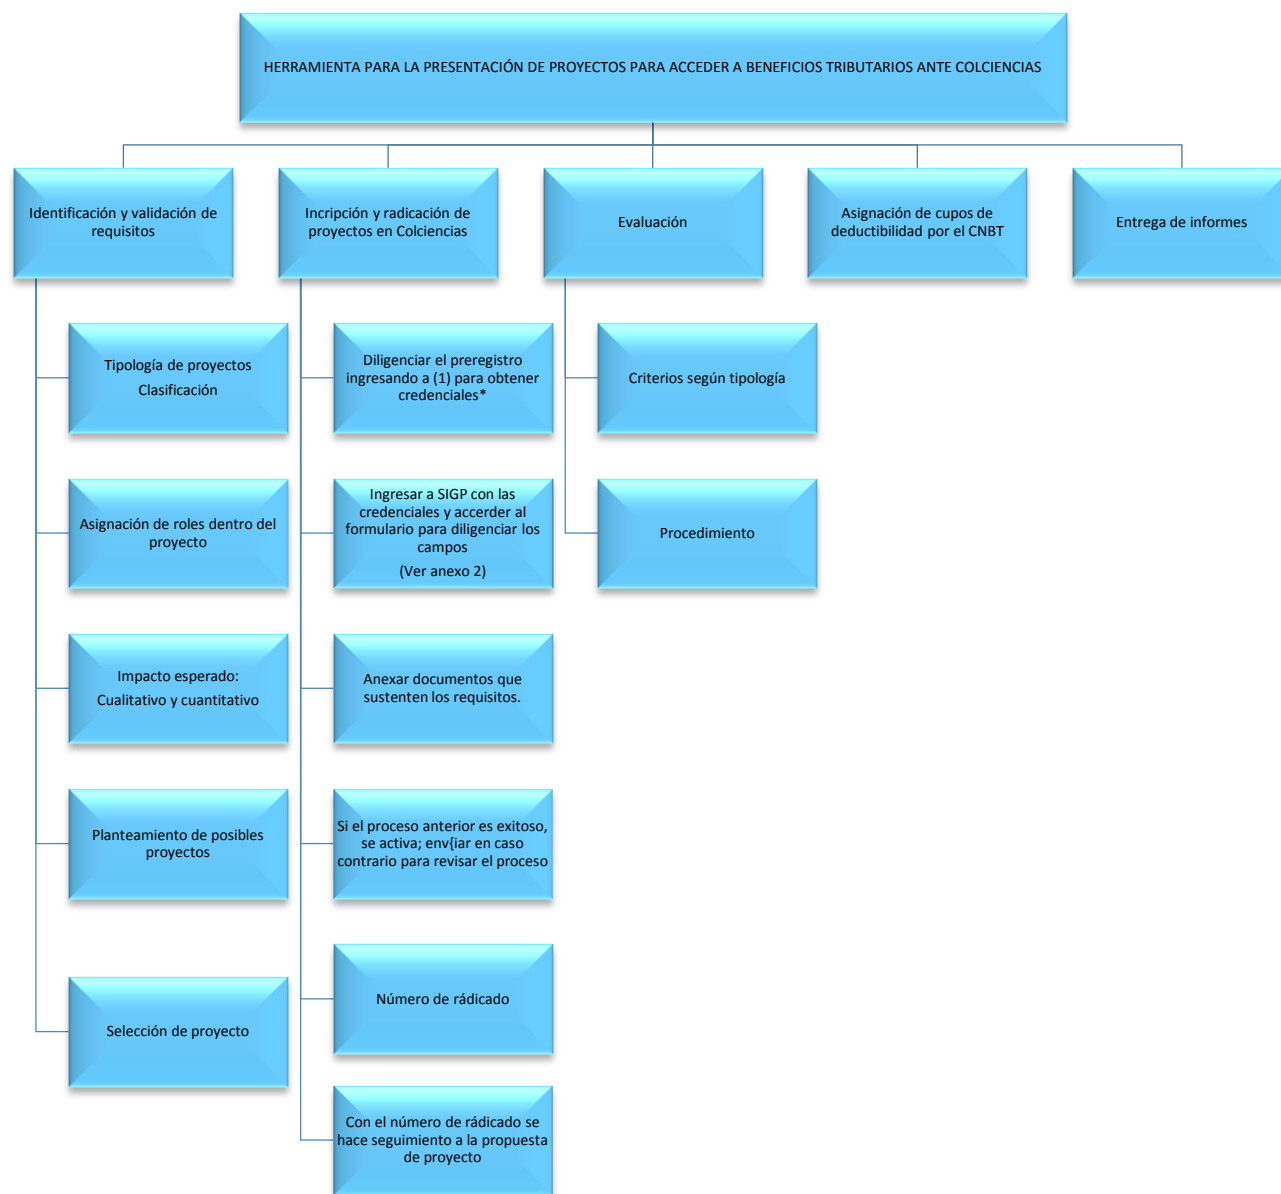 HERRAMIENTA PARA LA PRESENTACIÓN DE PROYECTOS PARA ACCEDER A BENEFICIOS TRIBUTARIOS ANTE COLCIENCIAS
Identificación y validación de
requisitos
Incripción y radicación de
proyectos en Colciencias
Evaluación
Asignación de cupos de
deductibilidad por el CNBT
Entrega de informes
Tipología de proyectos
Clasificación
Asignación de roles dentro del
proyecto
Impacto esperado:
Cualitativo y cuantitativo
Planteamiento de posibles
proyectos
Selección de proyecto
Diligenciar el preregistro
ingresando a (1) para obtener
credenciales*
Ingresar a SIGP con las
credenciales y accerder al
formulario para diligenciar los
campos
(Ver anexo 2)
Anexar documentos que
sustenten los requisitos.
Si el proceso anterior es exitoso,
se activa; env{iar en caso
contrario para revisar el proceso
Número de rádicado
Con el número de rádicado se
hace seguimiento a la propuesta
de proyecto
Criterios según tipología
Procedimiento